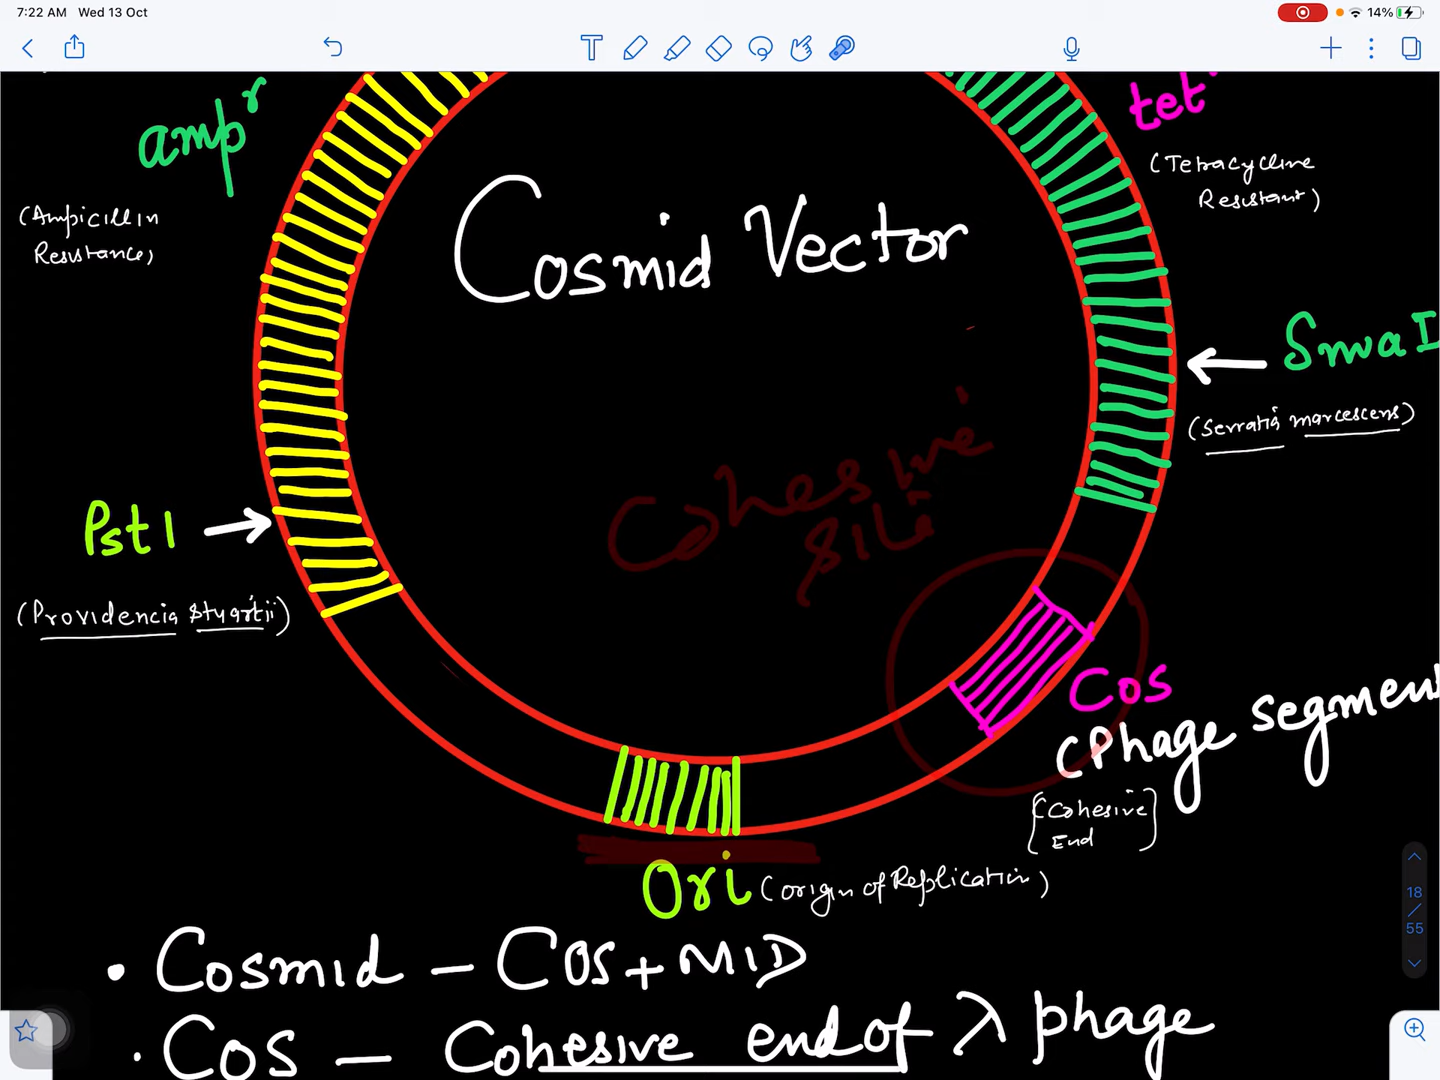 7:22 AM Wed 13 Oct
14%
amp r
tet r
(Ampicillin
Resistance)
(Tetracycline
Resistant)
Cosmid Vector
SmaI
(Serratia marcescens)
Cohesive
site
Pst1
(Providencia Stuartii)
Cos
(Phage segment
(Cohesive
End
Ori (origin of Replication)
18
/
55
• Cosmid – COS + MID
• COS – Cohesive end of λ phage